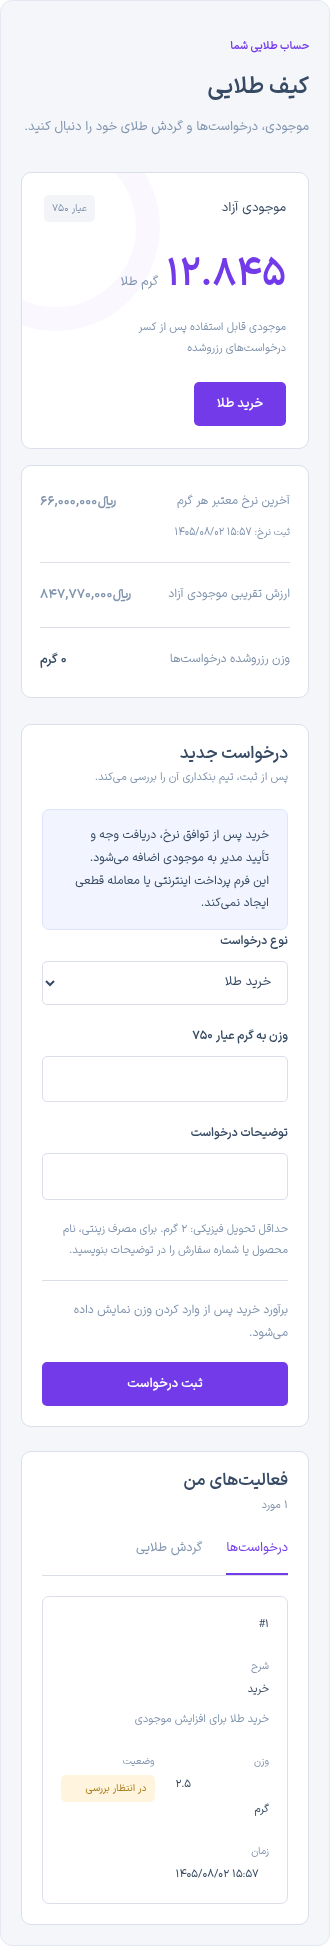 حساب طلایی شما
کیف طلایی
موجودی، درخواست‌ها و گردش طلای خود را دنبال کنید.
موجودی آزاد
عیار ۷۵۰
۱۲.۸۴۵ گرم طلا
موجودی قابل استفاده پس از کسر
درخواست‌های رزروشده
خرید طلا
آخرین نرخ معتبر هر گرم
۶۶,۰۰۰,۰۰۰ریال
ثبت نرخ: ۱۴۰۵/۰۸/۰۲ ۱۵:۵۷
ارزش تقریبی موجودی آزاد
۸۴۷,۷۷۰,۰۰۰ریال
وزن رزروشده درخواست‌ها
۰ گرم
درخواست جدید
پس از ثبت، تیم بنکداری آن را بررسی می‌کند.
خرید پس از توافق نرخ، دریافت وجه و
تأیید مدیر به موجودی اضافه می‌شود.
این فرم پرداخت اینترنتی یا معامله قطعی
ایجاد نمی‌کند.
نوع درخواست
خرید طلا
وزن به گرم عیار ۷۵۰
توضیحات درخواست
حداقل تحویل فیزیکی: ۲ گرم. برای مصرف زینتی، نام
محصول یا شماره سفارش را در توضیحات بنویسید.
برآورد خرید پس از وارد کردن وزن نمایش داده
می‌شود.
ثبت درخواست
فعالیت‌های من
۱ مورد
درخواست‌ها
گردش طلایی
#۱
شرح
خرید
خرید طلا برای افزایش موجودی
وزن
۲.۵
گرم
وضعیت
در انتظار بررسی
زمان
۱۴۰۵/۰۸/۰۲ ۱۵:۵۷